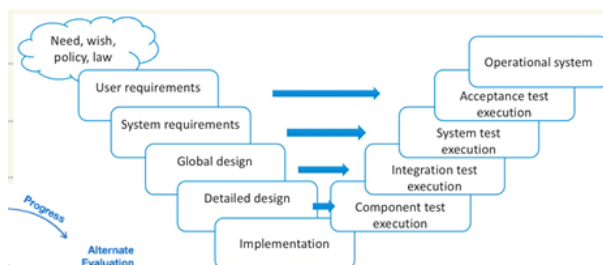 Need, wish,
policy, law
Operational system
User requirements
Acceptance test
execution
System requirements
System test
execution
Global design
Integration test
execution
Detailed design
Component test
execution
Implementation
Progress
Alternate
Evaluation